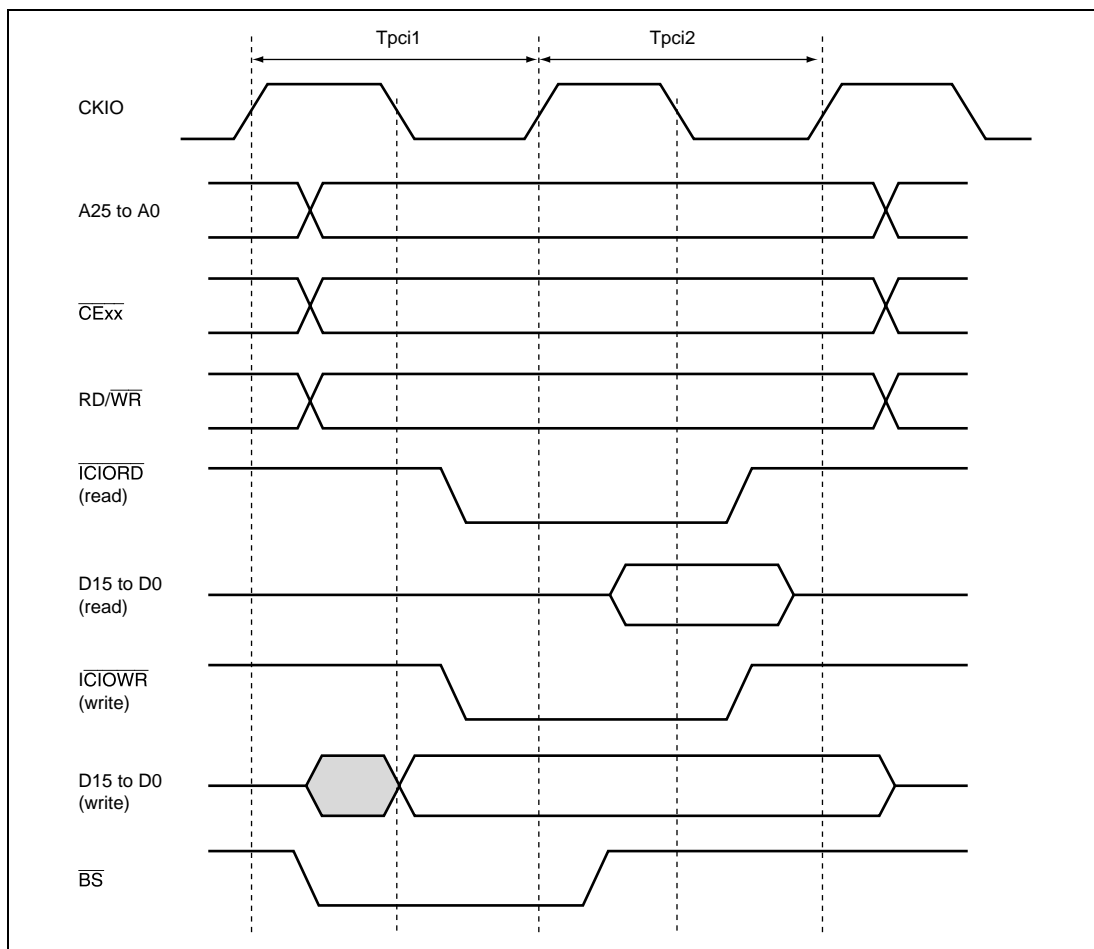 Tpci1 Tpci2
CKIO
A25 to A0
CExx
RD/WR
ICIORD
(read)
D15 to D0
(read)
ICIOWR
(write)
D15 to D0
(write)
BS